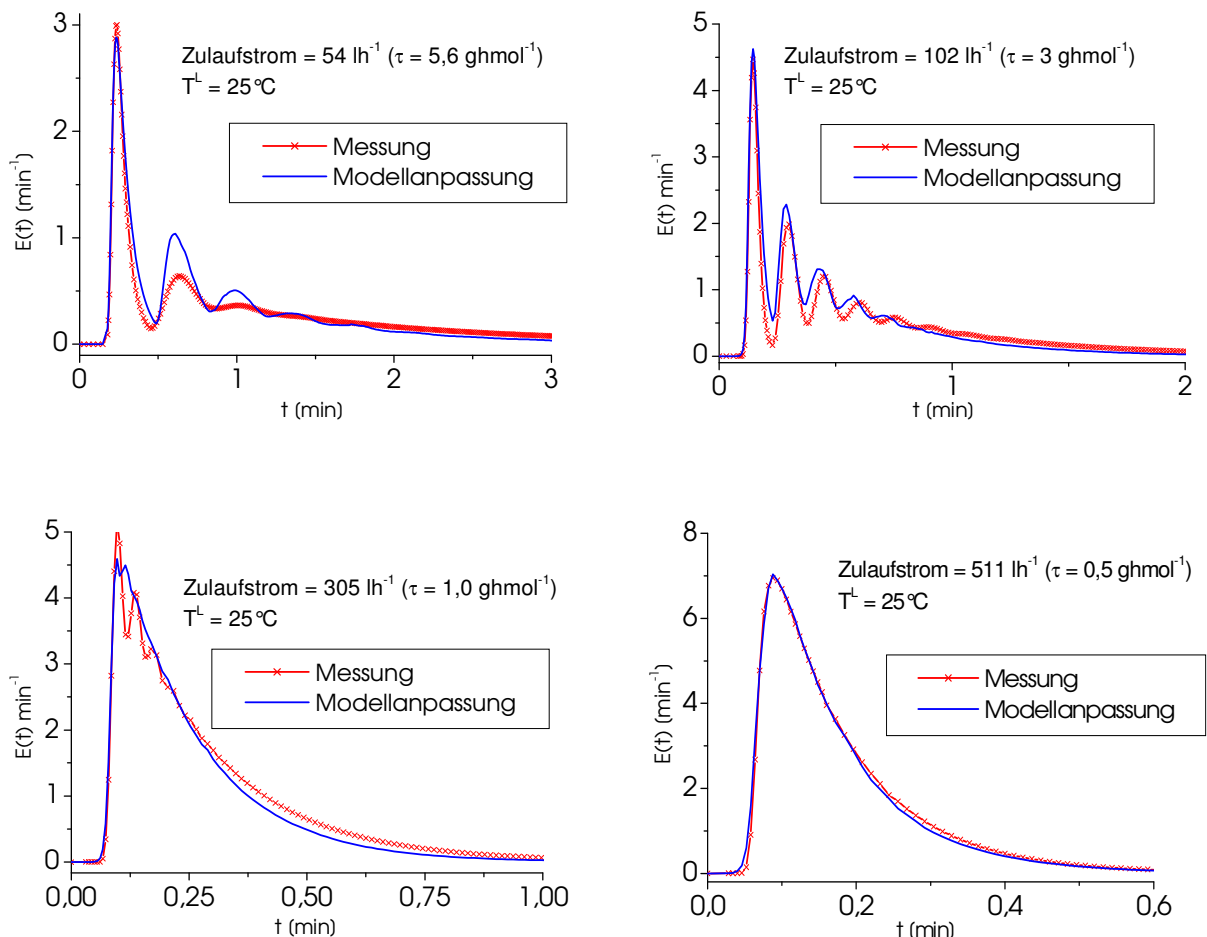 3
2
1
0
E(t) [min⁻¹]
Zulaufstrom = 54 lh⁻¹ (τ = 5,6 ghmol⁻¹)
Tᴸ = 25°C
Messung
Modellanpassung
0
1
2
3
t [min]
5
4
3
2
1
0
E(t) min⁻¹]
Zulaufstrom = 102 lh⁻¹ (τ = 3 ghmol⁻¹)
Tᴸ = 25°C
Messung
Modellanpassung
0
1
2
t [min]
5
4
3
2
1
0
E(t) min⁻¹]
Zulaufstrom = 305 lh⁻¹ (τ = 1,0 ghmol⁻¹)
Tᴸ = 25°C
Messung
Modellanpassung
0,00
0,25
0,50
0,75
1,00
t [min]
8
6
4
2
0
E(t) [min⁻¹]
Zulaufstrom = 511 lh⁻¹ (τ = 0,5 ghmol⁻¹)
Tᴸ = 25°C
Messung
Modellanpassung
0,0
0,2
0,4
0,6
t [min]